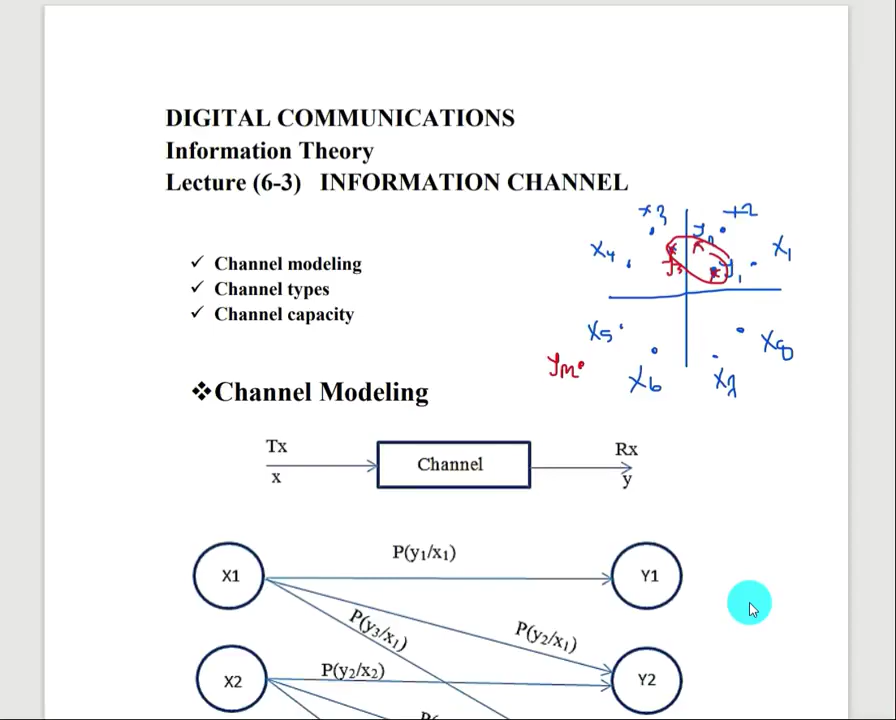 DIGITAL COMMUNICATIONS
Information Theory
Lecture (6-3) INFORMATION CHANNEL
x3
x2
x4
x1
y2
y3
y1
✓ Channel modeling
✓ Channel types
✓ Channel capacity
x5
x8
ym
x6
x7
❖Channel Modeling
Tx
Channel
Rx
x
y
X1
P(y1/x1)
Y1
P(y3/x1)
P(y2/x1)
X2
P(y2/x2)
Y2